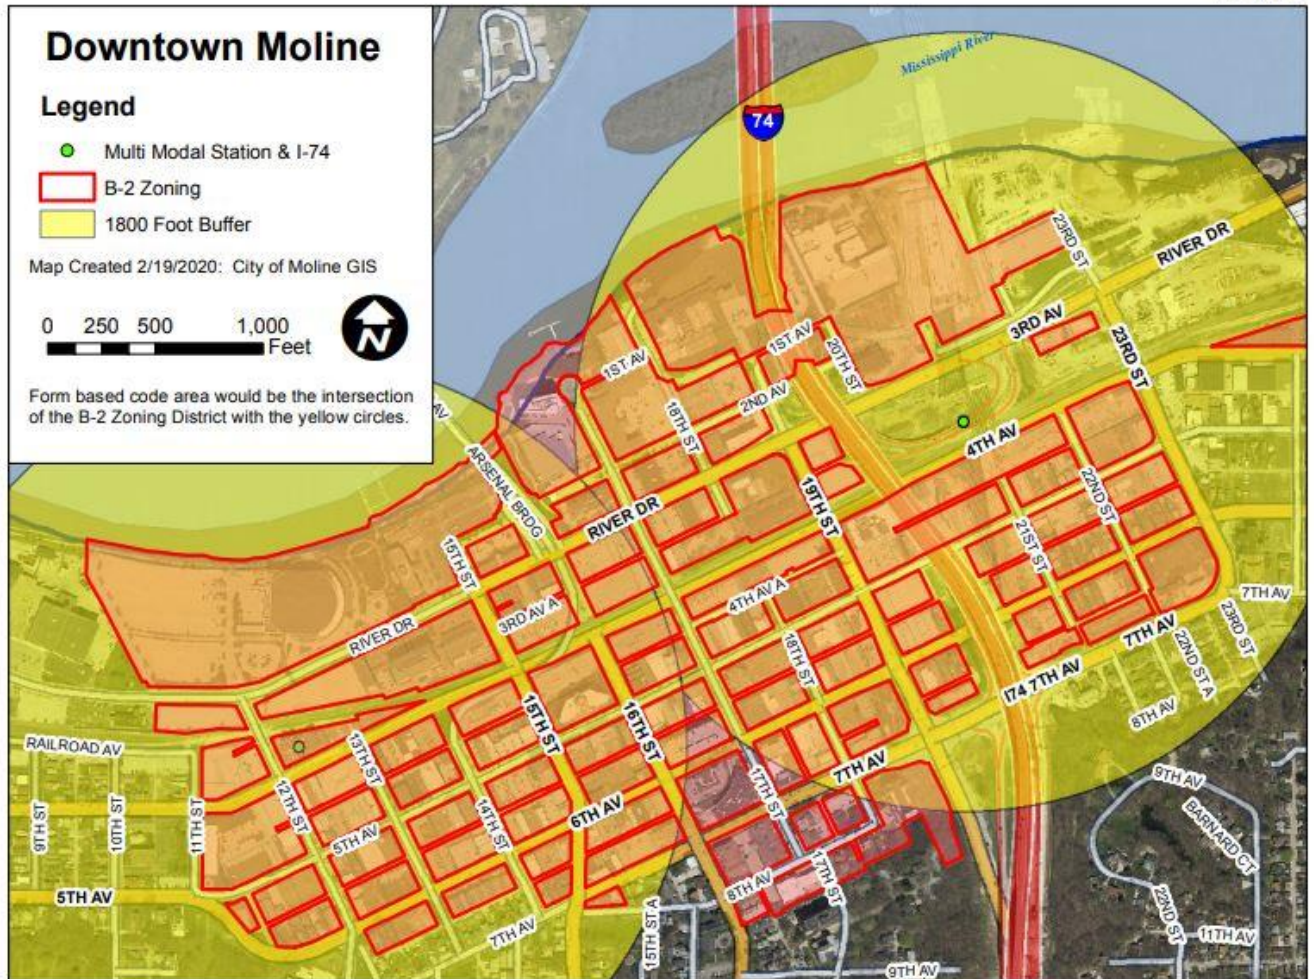 Downtown Moline
Legend
Multi Modal Station & I-74
B-2 Zoning
1800 Foot Buffer
Map Created 2/19/2020: City of Moline GIS
0 250 500 1,000
Feet
N
Form based code area would be the intersection
of the B-2 Zoning District with the yellow circles.
Mississippi River
74
23RD ST
RIVER DR
3RD AV
23RD ST
1ST AV
20TH ST
1ST AV
2ND AV
18TH ST
4TH AV
AV
ARSENAL BRDG
RIVER DR
19TH ST
22ND ST
21ST ST
15TH ST
3RD AV A
4TH AV A
RIVER DR
7TH AV
7TH AV
23RD ST
22ND ST A
18TH ST
I74 7TH AV
8TH AV
15TH ST
16TH ST
RAILROAD AV
13TH ST
12TH ST
14TH ST
7TH AV
17TH ST
9TH AV
BARNARD CT
9TH ST
10TH ST
11TH ST
5TH AV
6TH AV
5TH AV
8TH AV
17TH ST
22ND ST
11TH AV
7TH AV
15TH ST A
9TH AV